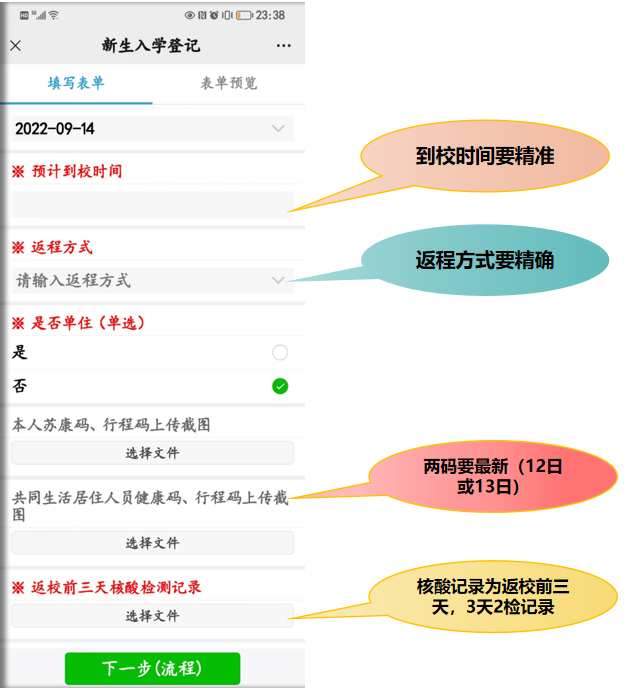 HD 5G 23:38
新生入学登记
填写表单 表单预览
2022-09-14
※ 预计到校时间
到校时间要精准
※ 返程方式
请输入返程方式
返程方式要精确
※ 是否单住（单选）
是
否
本人苏康码、行程码上传截图
选择文件
两码要最新（12日
或13日）
共同生活居住人员健康码、行程码上传截
图
选择文件
※ 返校前三天核酸检测记录
选择文件
核酸记录为返校前三
天，3天2检记录
下一步(流程)